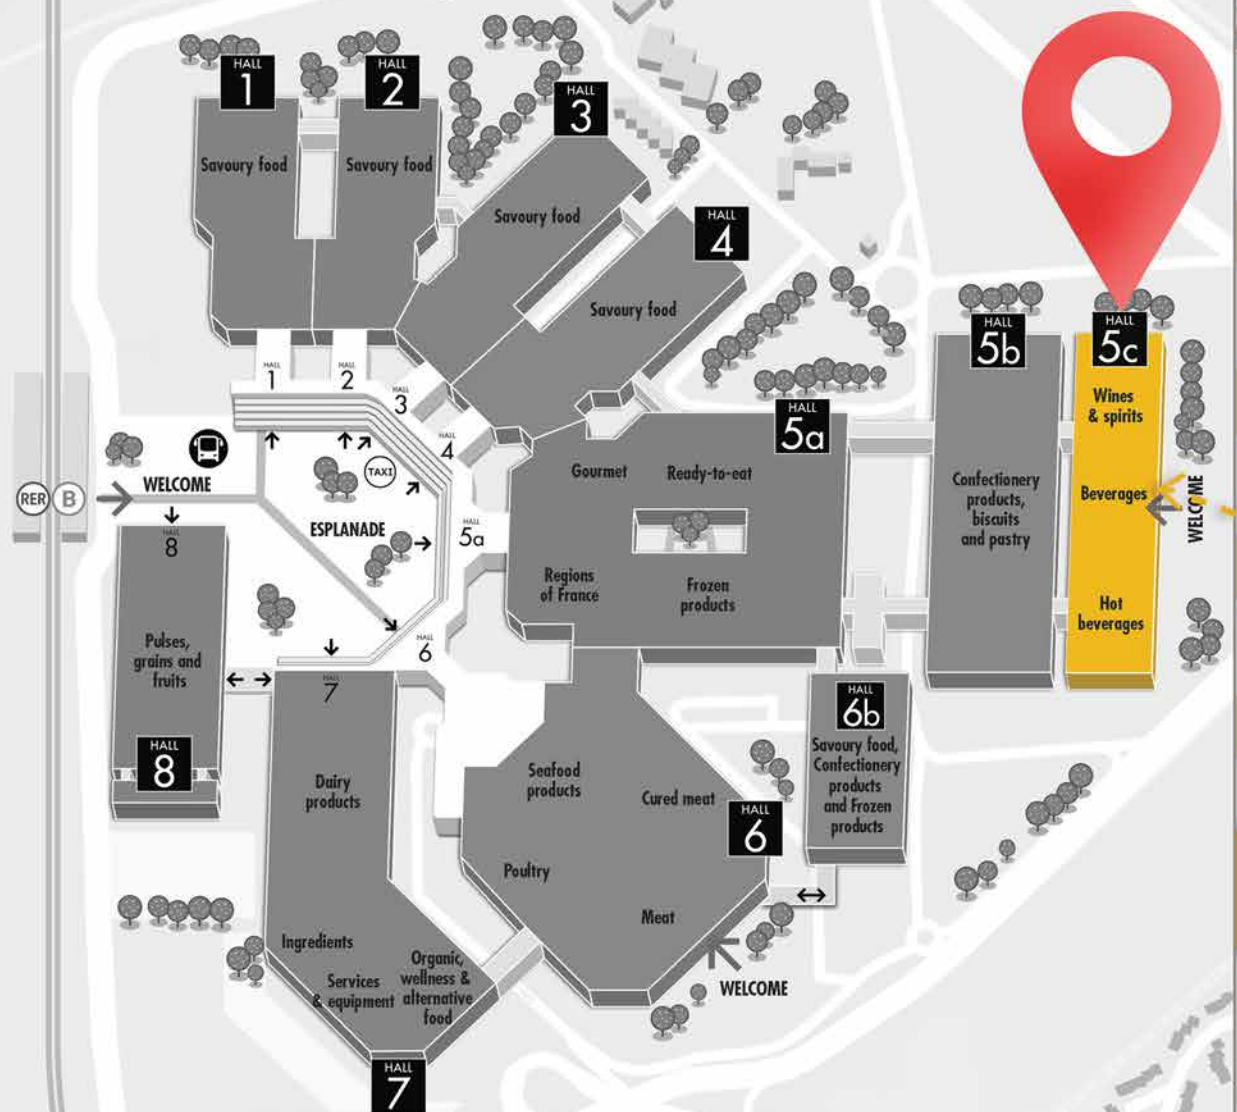 HALL
1
HALL
2
HALL
3
HALL
4
Savoury food
Savoury food
Savoury food
Savoury food
HALL
5b
HALL
5c
Wines
& spirits
Beverages
Hot
beverages
WELCOME
Confectionery
products,
biscuits
and pastry
HALL
5a
Gourmet
Ready-to-eat
Regions
of France
Frozen
products
HALL
1
HALL
2
HALL
3
HALL
4
HALL
5a
HALL
6
HALL
7
HALL
8
TAXI
ESPLANADE
RER
B
WELCOME
Pulses,
grains and
fruits
HALL
8
Dairy
products
Ingredients
Services
& equipment
Organic,
wellness &
alternative
food
HALL
7
Seafood
products
Cured meat
Poultry
Meat
HALL
6
HALL
6b
Savoury food,
Confectionery
products
and Frozen
products
WELCOME